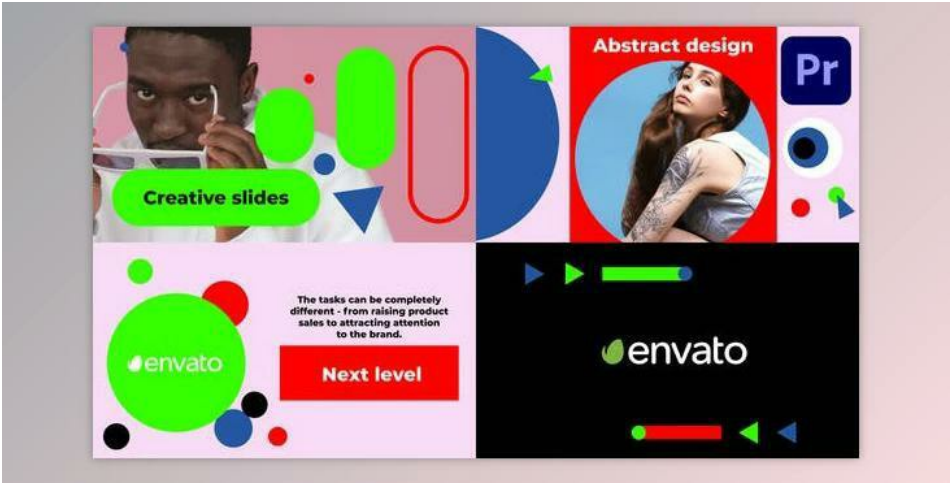 Creative slides
Abstract design
Pr
envato
The tasks can be completely
different - from raising product
sales to attracting attention
to the brand.
Next level
envato